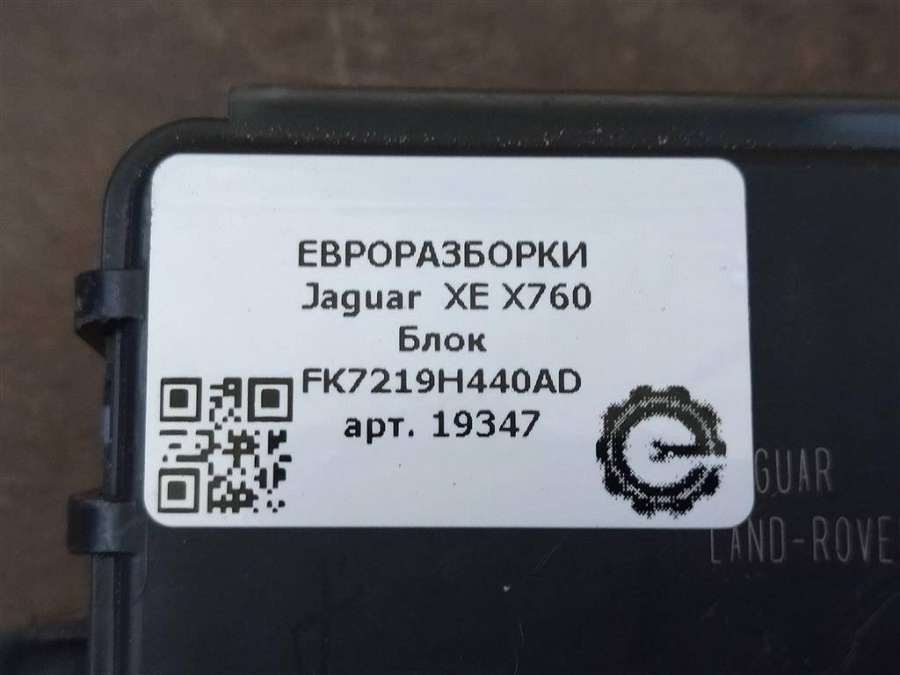 ЕВРОРАЗБОРКИ
Jaguar XE X760
Блок
FK7219H440AD
арт. 19347
GUAR
LAND-ROVE